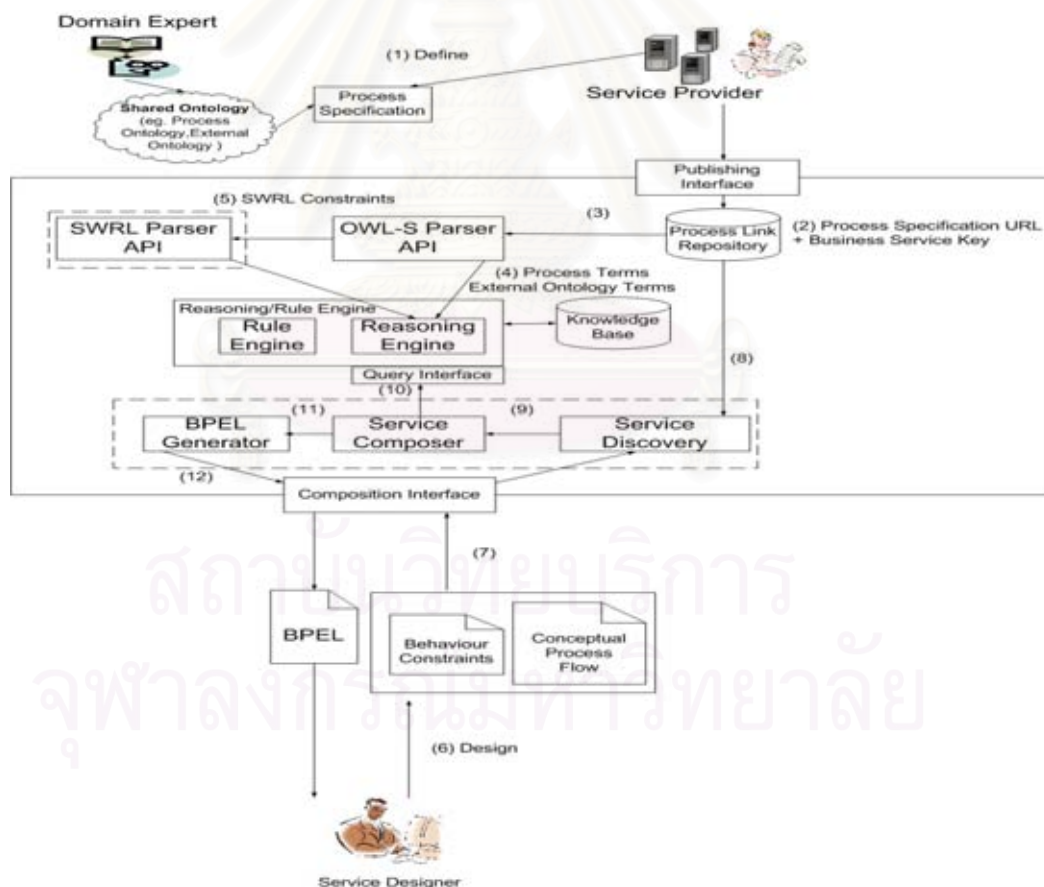 Domain Expert
(1) Define
Service Provider
Process
Specification
Shared Ontology
(eg. Process
Ontology,External
Ontology )
Publishing
Interface
(5) SWRL Constraints
(3)
SWRL Parser
API
OWL-S Parser
API
Process Link
Repository
(2) Process Specification URL
+ Business Service Key
(4) Process Terms
External Ontology Terms
Reasoning/Rule Engine
Rule
Engine
Reasoning
Engine
Knowledge
Base
Query Interface
(8)
(10)
(11)
(9)
BPEL
Generator
Service
Composer
Service
Discovery
(12)
Composition Interface
(7)
สถาบันวิทยบริการ
BPEL
Behaviour
Constraints
Conceptual
Process
Flow
จุฬาลงกรณ์มหาวิทยาลัย
(6) Design
Service Designer